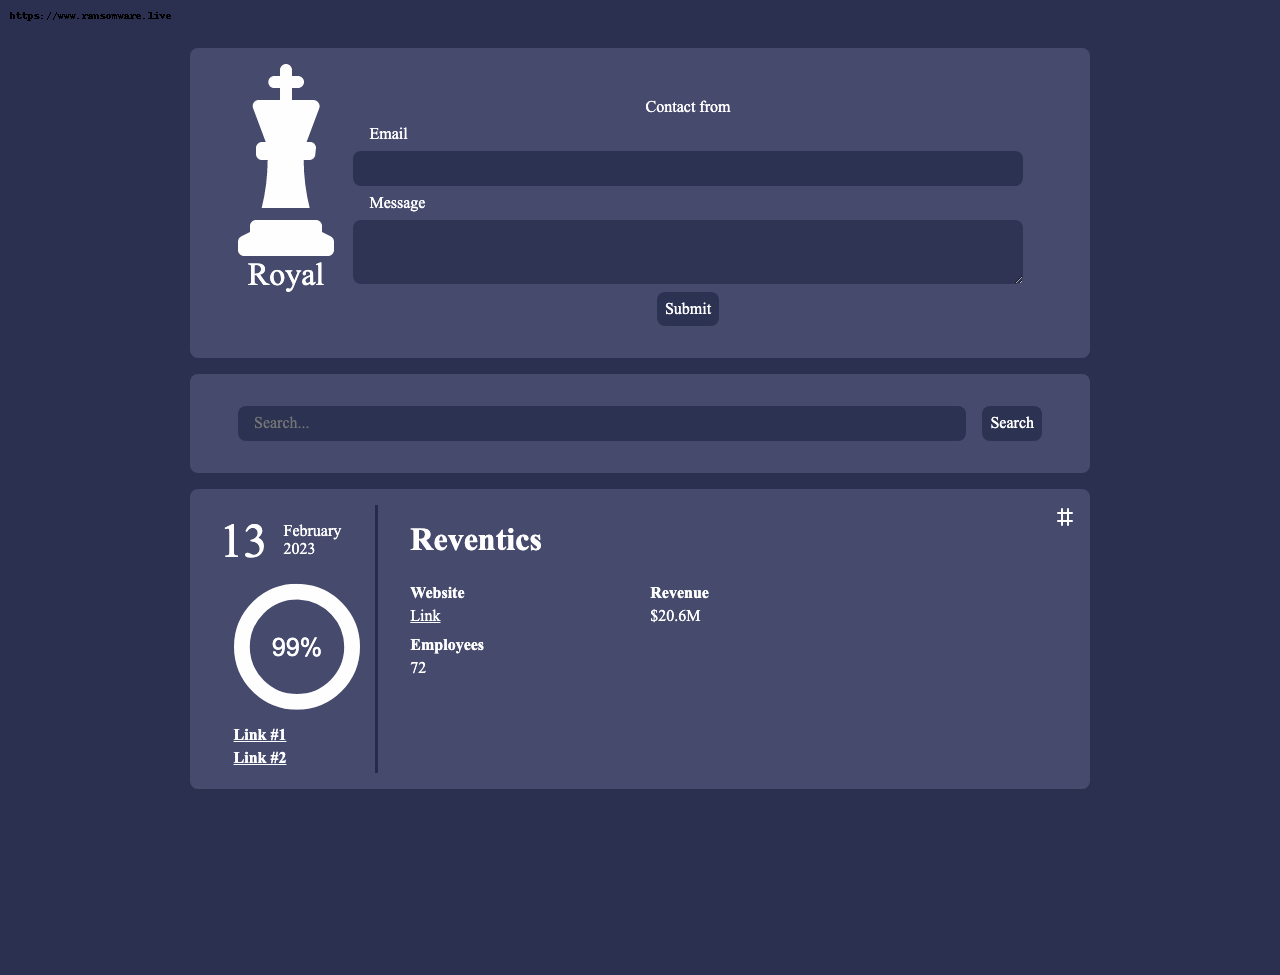 https://www.ransomware.live
Contact from
Email
Message
Royal
Submit
Search...
Search
13
February
2023
99%
Link #1
Link #2
#
Reventics
Website
Link
Revenue
$20.6M
Employees
72